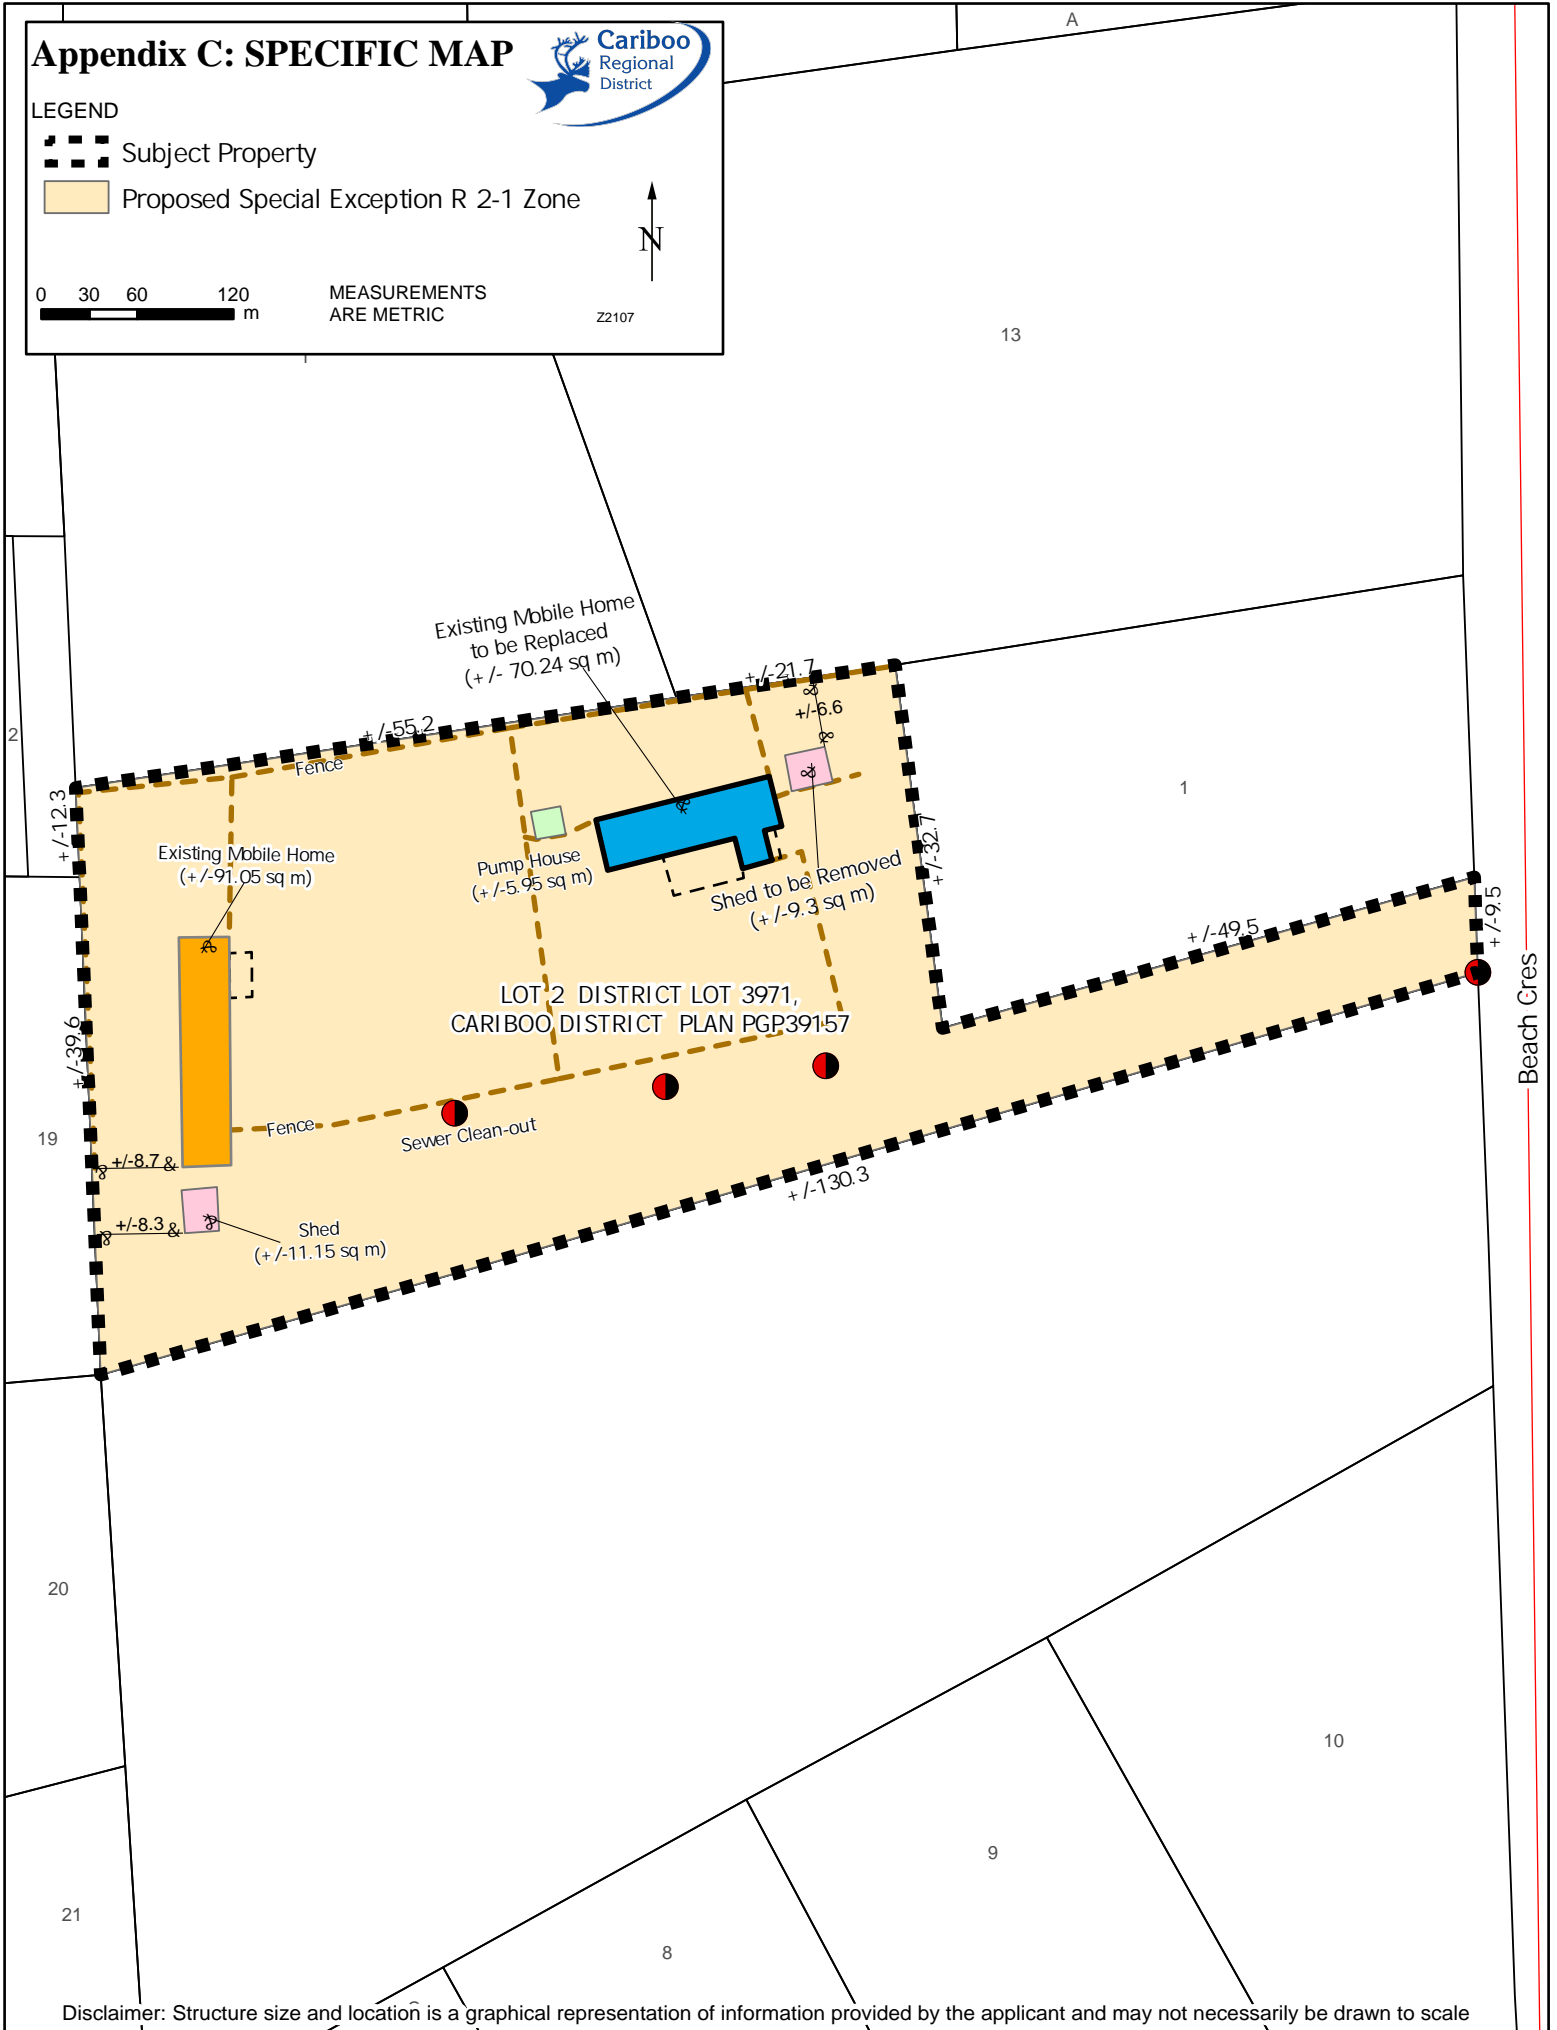 A
Appendix C: SPECIFIC MAP
Cariboo
Regional
District
LEGEND
Subject Property
Proposed Special Exception R 2-1 Zone
N
0 30 60 120
m
MEASUREMENTS
ARE METRIC
Z2107
13
Existing Mobile Home
to be Replaced
(+/- 70.24 sq m)
+/-21.7
+/-55.2
+/-6.6
Fence
2
+/-12.3
1
Existing Mobile Home
(+/-91.05 sq m)
Pump House
(+/-5.95 sq m)
+/-32.7
Shed to be Removed
(+/-9.3 sq m)
+/-49.5
+/-9.5
LOT 2 DISTRICT LOT 3971,
CARIBOO DISTRICT PLAN PGP39157
Beach Cres
+/-39.6
19
Fence
Sewer Clean-out
+/-8.7
+/-130.3
+/-8.3
Shed
(+/-11.15 sq m)
20
10
9
21
8
Disclaimer: Structure size and location is a graphical representation of information provided by the applicant and may not necessarily be drawn to scale